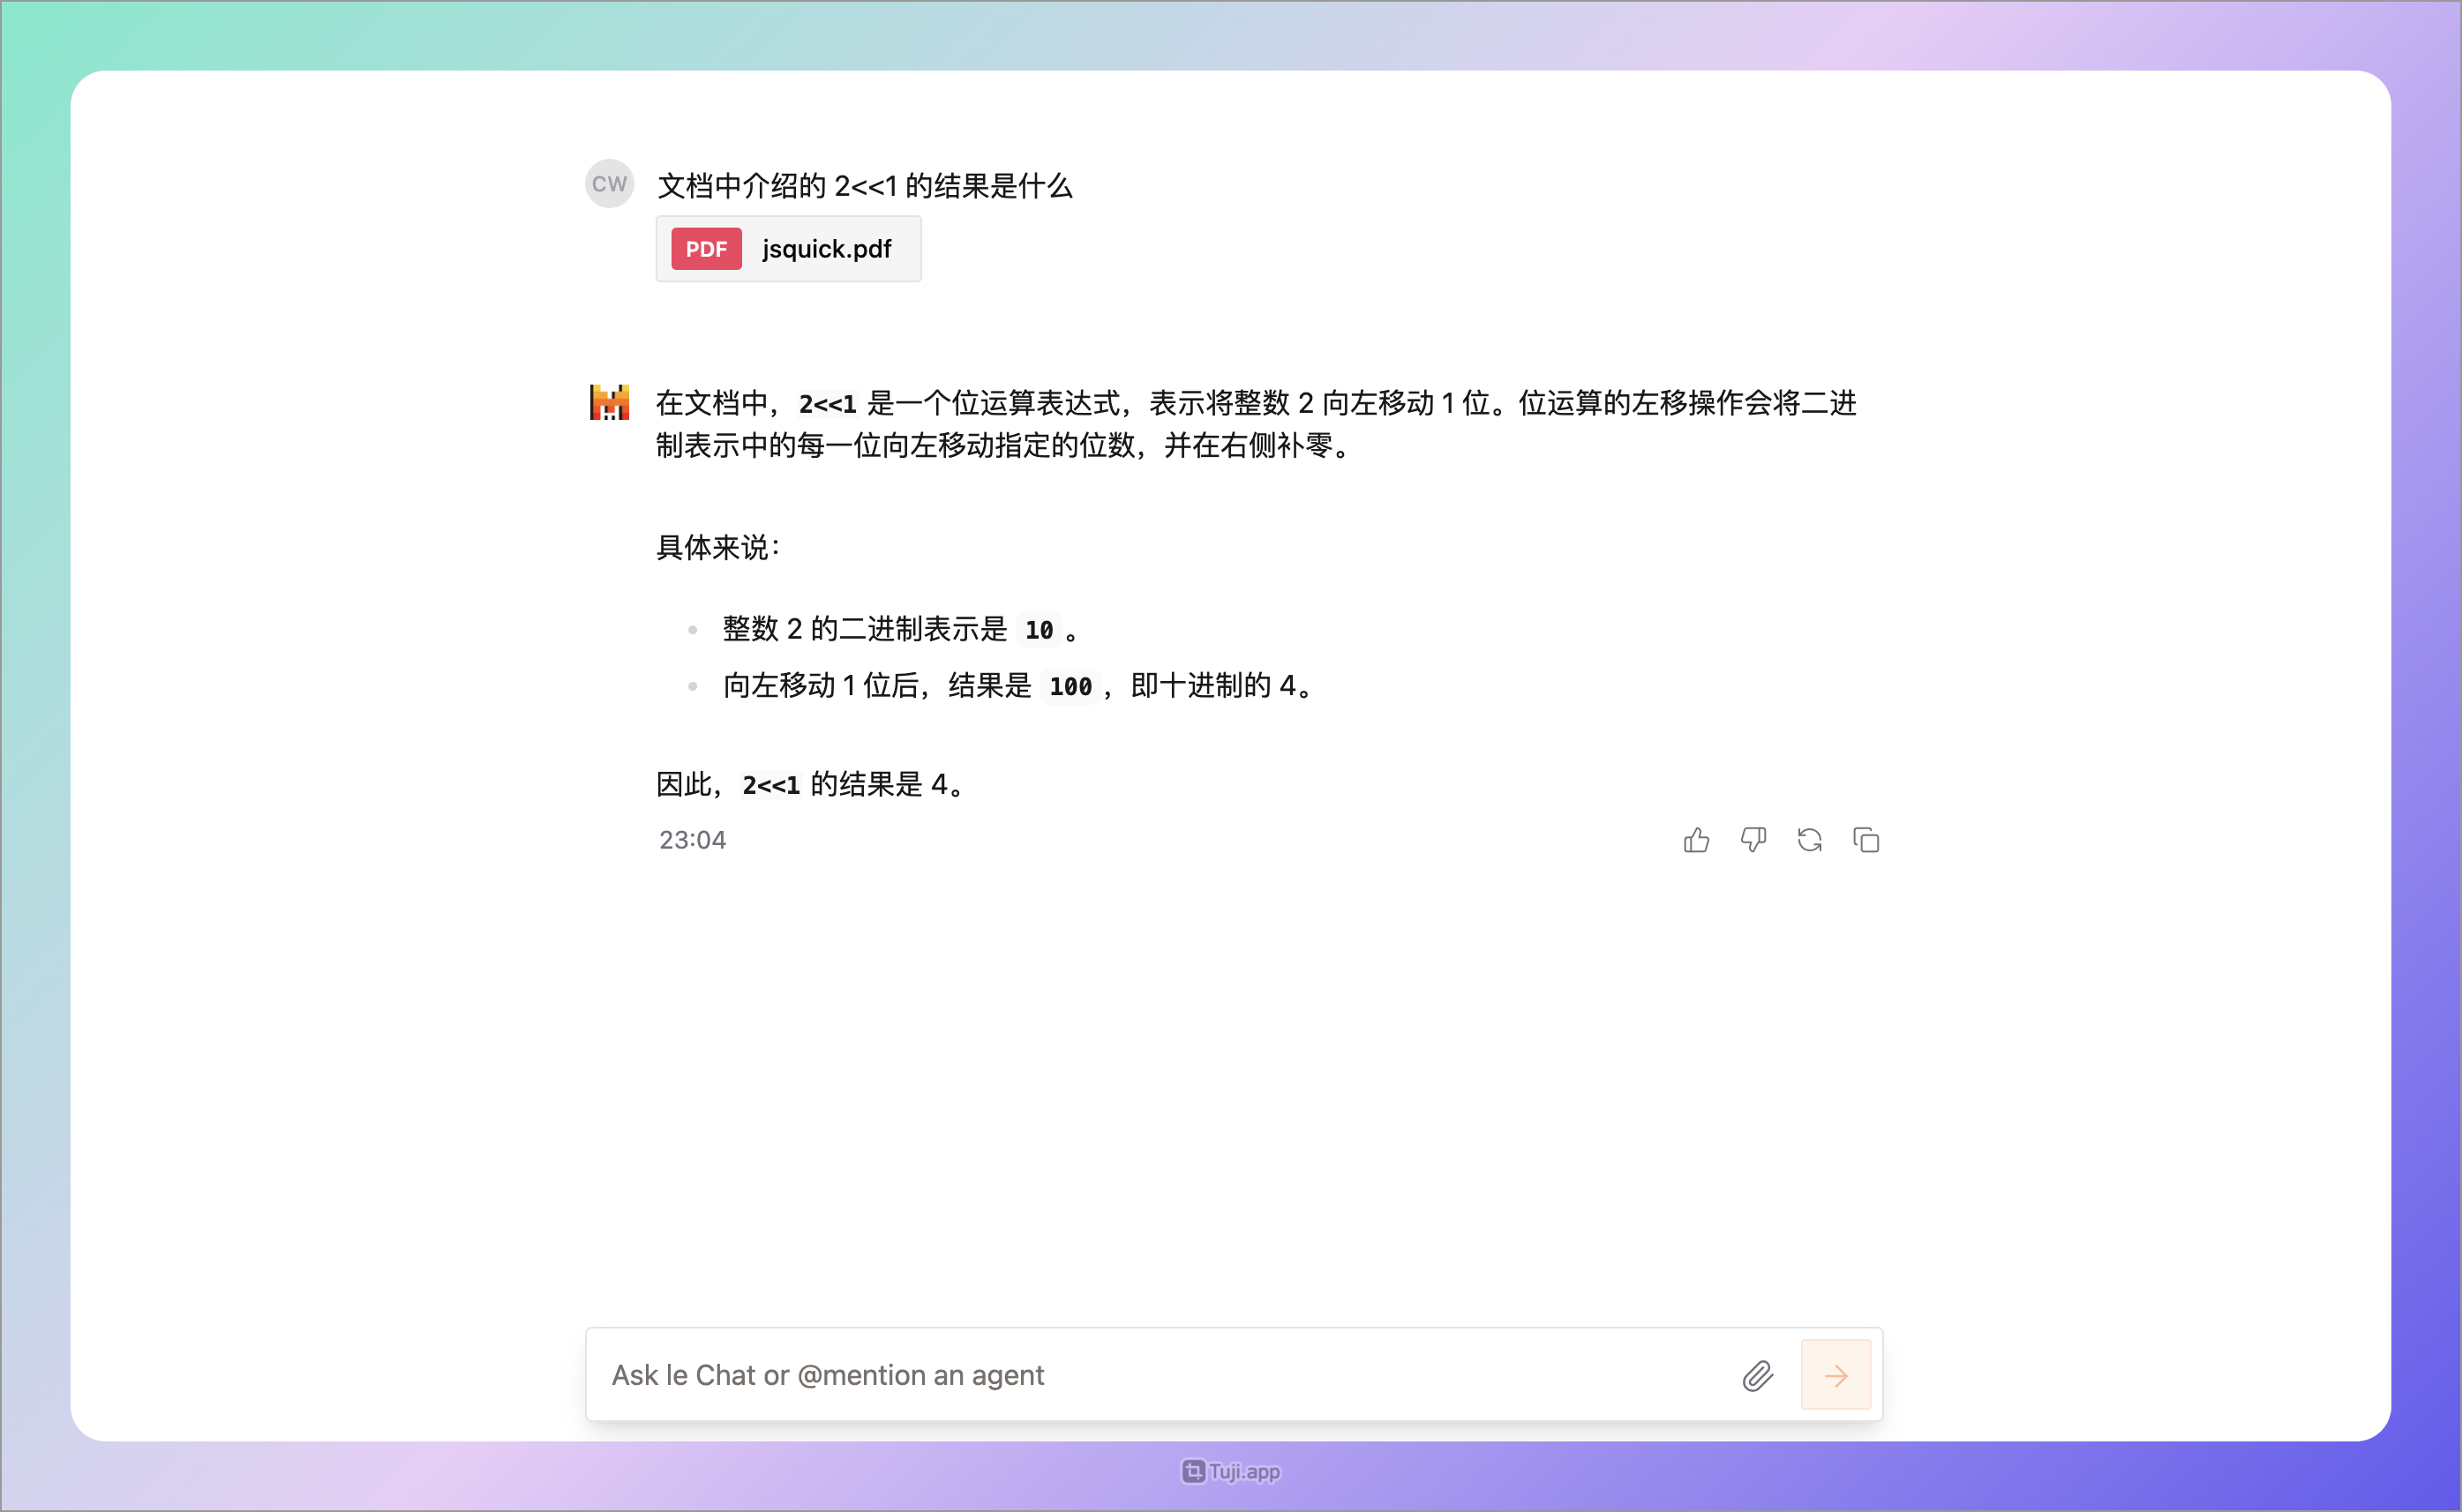 CW
文档中介绍的 2<<1 的结果是什么
PDF jsquick.pdf
在文档中，2<<1 是一个位运算表达式，表示将整数 2 向左移动 1 位。位运算的左移操作会将二进
制表示中的每一位向左移动指定的位数，并在右侧补零。
具体来说：
整数 2 的二进制表示是 10 。
向左移动 1 位后，结果是 100 ，即十进制的 4。
因此，2<<1 的结果是 4。
23:04
Ask le Chat or @mention an agent
Tuji.app